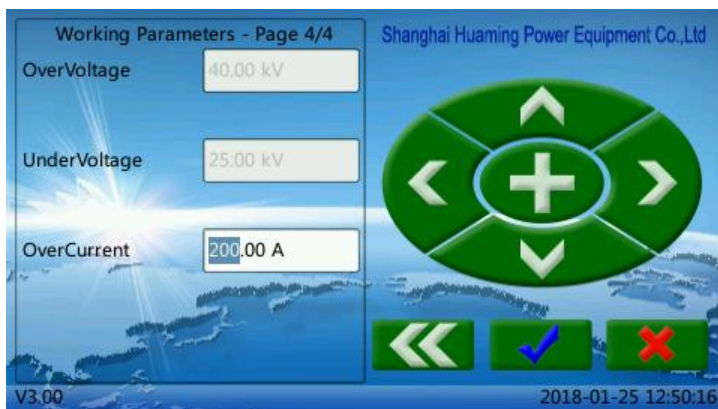 Working Parameters - Page 4/4
Shanghai Huaming Power Equipment Co.,Ltd
OverVoltage 40.00 kV
UnderVoltage 25.00 kV
OverCurrent 200.00 A
V3.00
2018-01-25 12:50:16